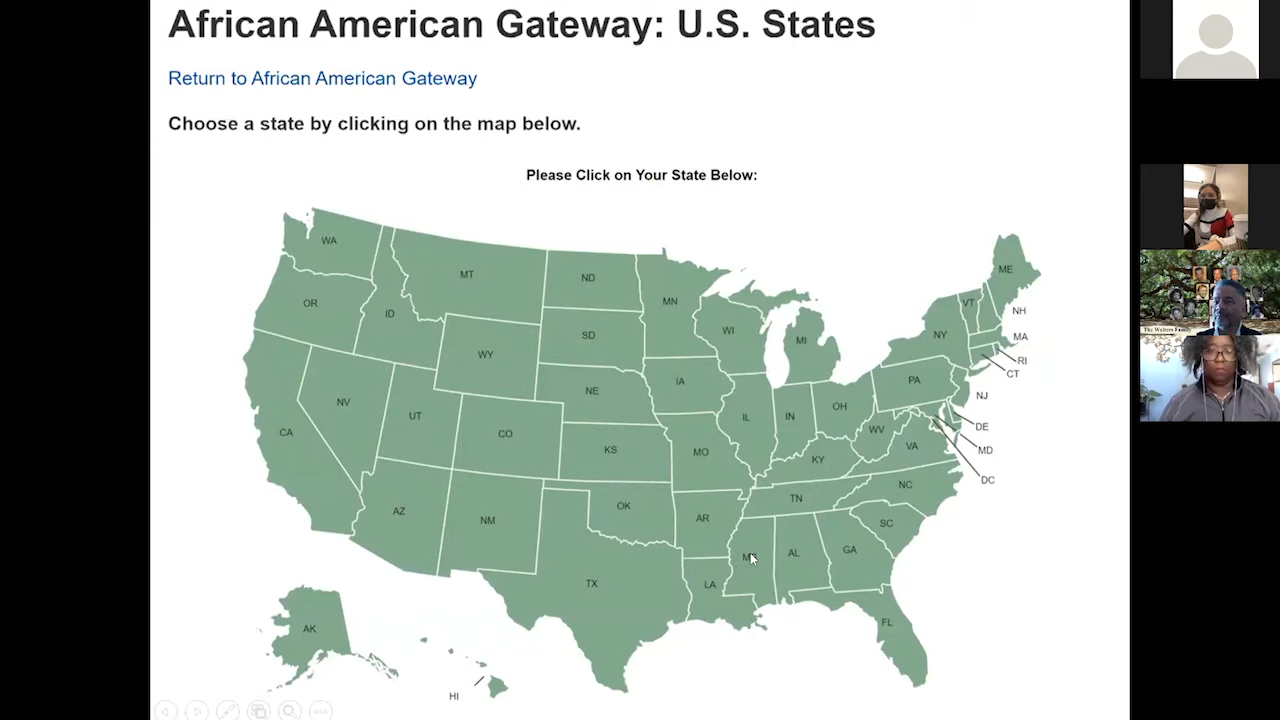 African American Gateway: U.S. States
Return to African American Gateway
Choose a state by clicking on the map below.
Please Click on Your State Below:
WA
MT
ND
MN
ME
OR
ID
SD
WI
MI
VT
NH
NY
MA
WY
RI
CT
IA
PA
NJ
NV
UT
NE
IL
IN
OH
DE
CA
CO
KS
MO
KY
WV
VA
MD
DC
AZ
NM
OK
AR
TN
NC
SC
TX
LA
AL
GA
FL
AK
HI
The Walters Family